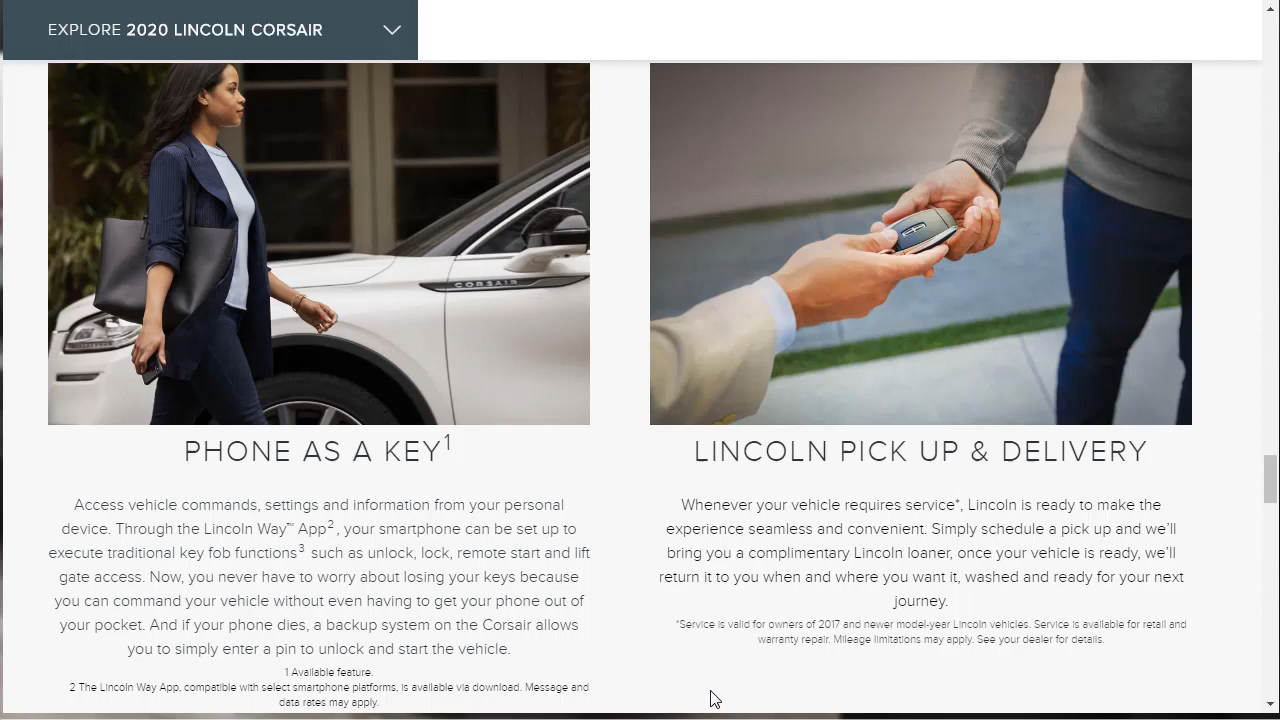 EXPLORE 2020 LINCOLN CORSAIR
CORSAIR
PHONE AS A KEY1
Access vehicle commands, settings and information from your personal
device. Through the Lincoln Way™ App2, your smartphone can be set up to
execute traditional key fob functions3 such as unlock, lock, remote start and lift
gate access. Now, you never have to worry about losing your keys because
you can command your vehicle without even having to get your phone out of
your pocket. And if your phone dies, a backup system on the Corsair allows
you to simply enter a pin to unlock and start the vehicle.
1 Available feature.
2 The Lincoln Way App, compatible with select smartphone platforms, is available via download. Message and
data rates may apply.
LINCOLN PICK UP & DELIVERY
Whenever your vehicle requires service*, Lincoln is ready to make the
experience seamless and convenient. Simply schedule a pick up and we’ll
bring you a complimentary Lincoln loaner, once your vehicle is ready, we’ll
return it to you when and where you want it, washed and ready for your next
journey.
*Service is valid for owners of 2017 and newer model-year Lincoln vehicles. Service is available for retail and
warranty repair. Mileage limitations may apply. See your dealer for details.